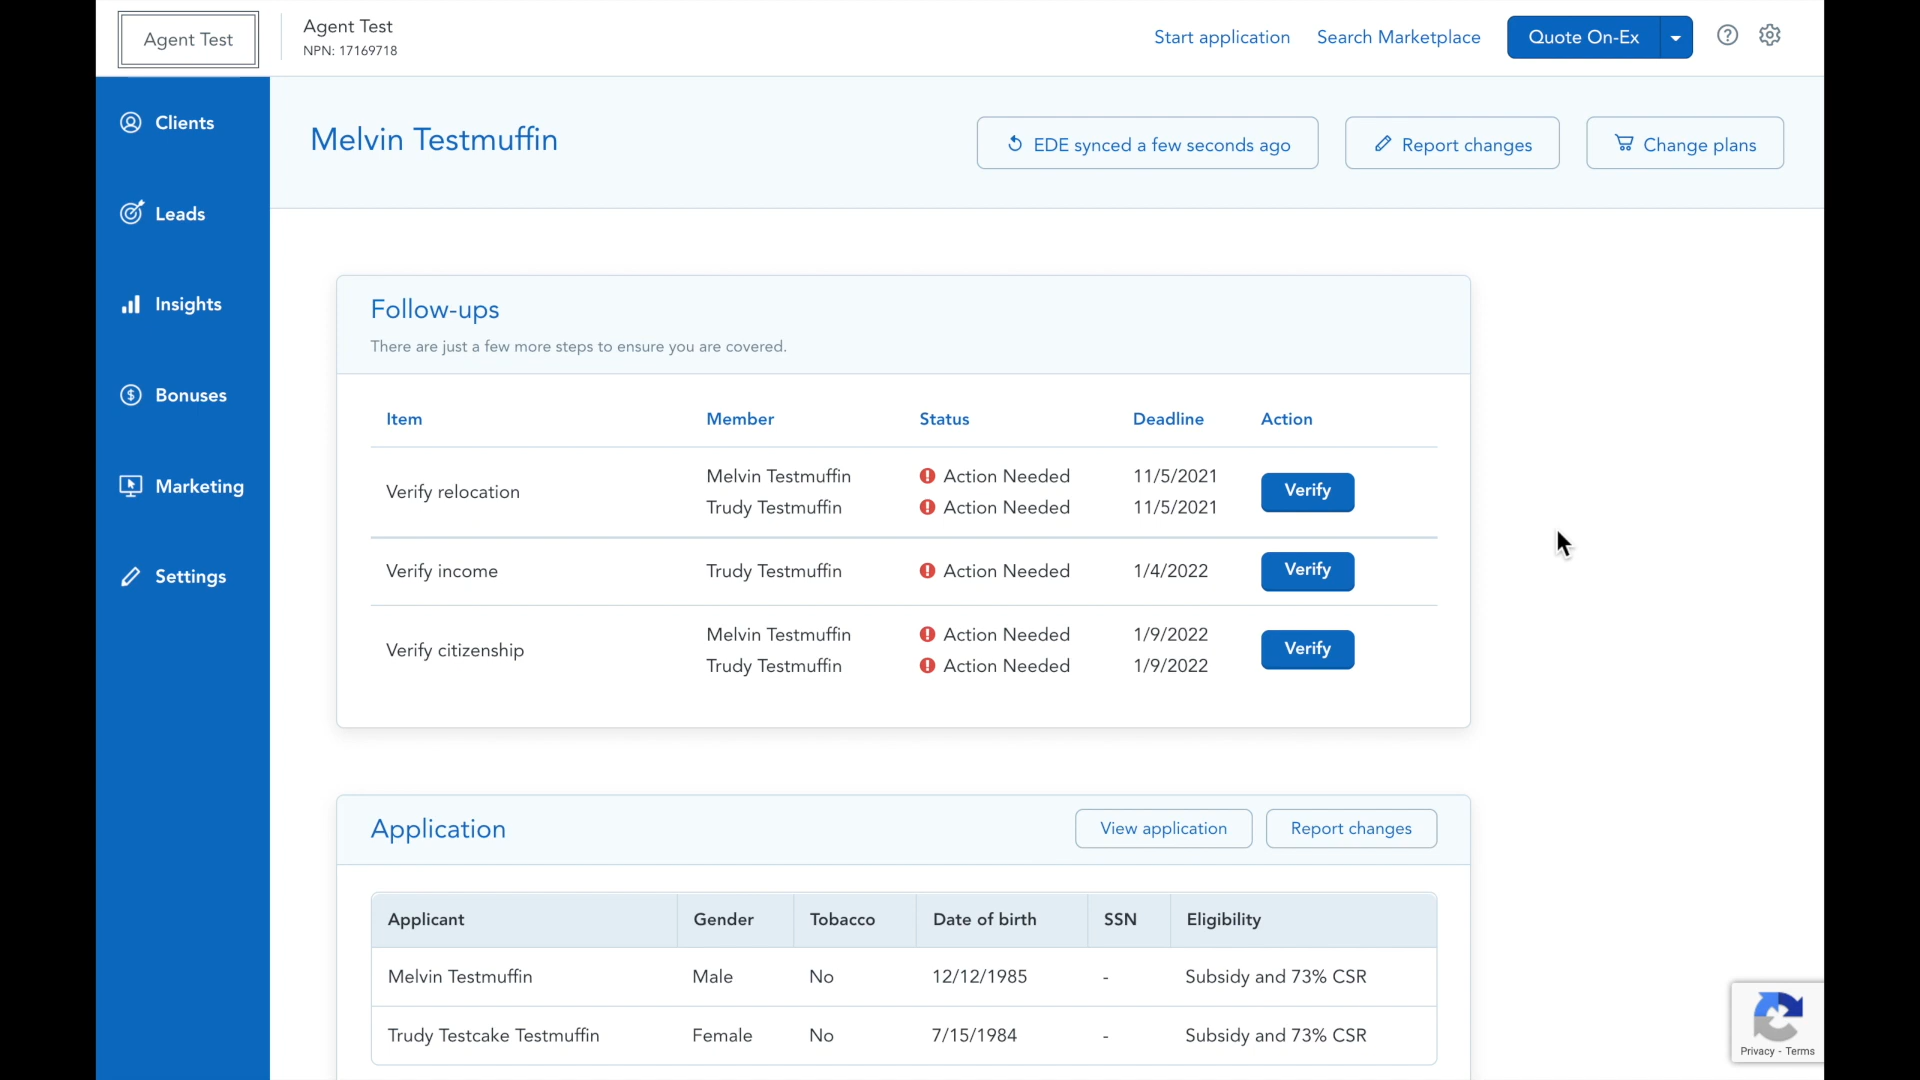 Agent Test
Agent Test
NPN: 17169718
Start application
Search Marketplace
Quote On-Ex
Clients
Leads
Insights
Bonuses
Marketing
Settings
Melvin Testmuffin
EDE synced a few seconds ago
Report changes
Change plans
Follow-ups
There are just a few more steps to ensure you are covered.
Item Member Status Deadline Action
Verify relocation
Melvin Testmuffin Action Needed 11/5/2021
Trudy Testmuffin Action Needed 11/5/2021
Verify
Verify income Trudy Testmuffin Action Needed 1/4/2022 Verify
Verify citizenship
Melvin Testmuffin Action Needed 1/9/2022
Trudy Testmuffin Action Needed 1/9/2022
Verify
Application
View application
Report changes
Applicant Gender Tobacco Date of birth SSN Eligibility
Melvin Testmuffin Male No 12/12/1985 - Subsidy and 73% CSR
Trudy Testcake Testmuffin Female No 7/15/1984 - Subsidy and 73% CSR
Privacy - Terms